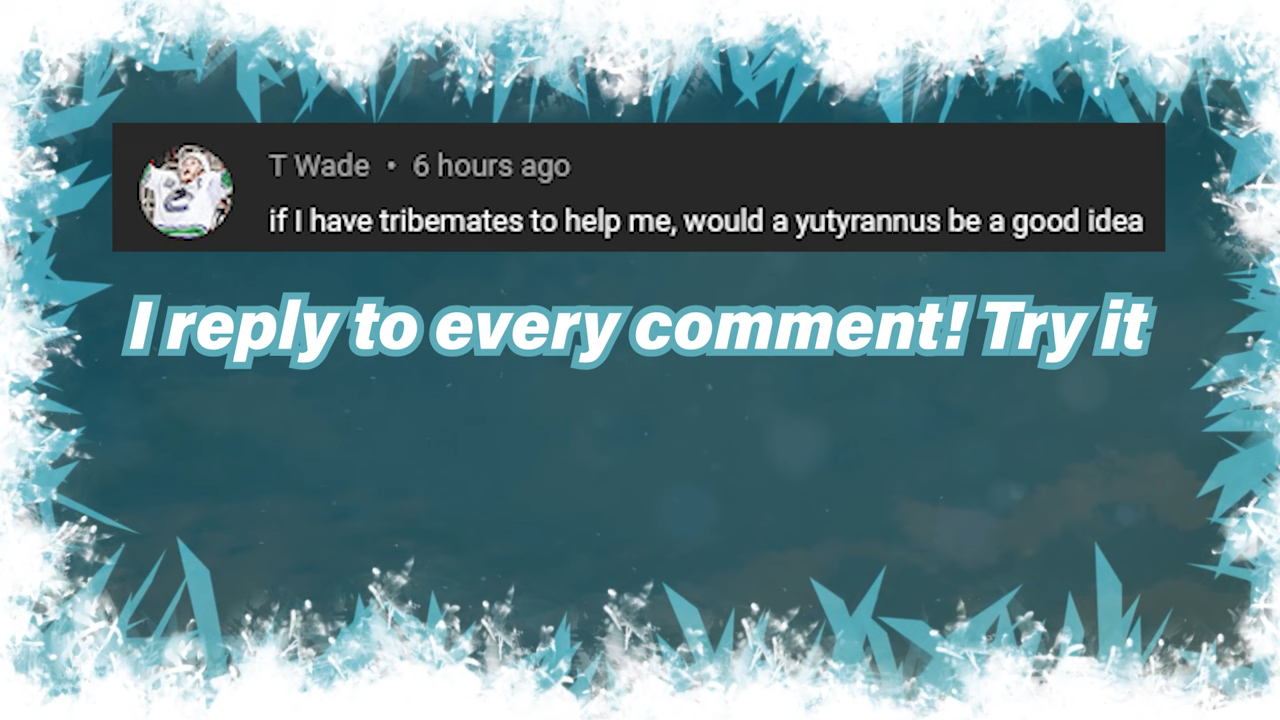 T Wade • 6 hours ago
if I have tribemates to help me, would a yutyrannus be a good idea
I reply to every comment! Try it